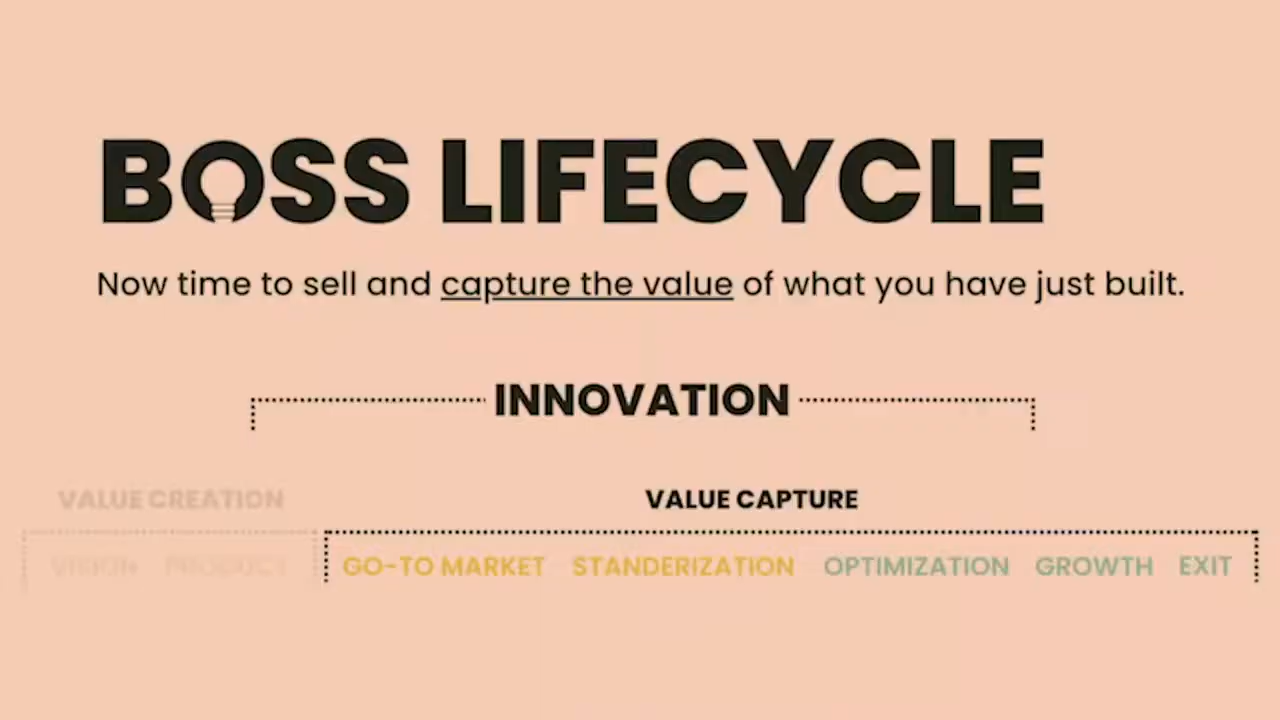 BOSS LIFECYCLE
Now time to sell and capture the value of what you have just built.
INNOVATION
VALUE CREATION VALUE CAPTURE
VISION PRODUCT GO-TO MARKET STANDERIZATION OPTIMIZATION GROWTH EXIT